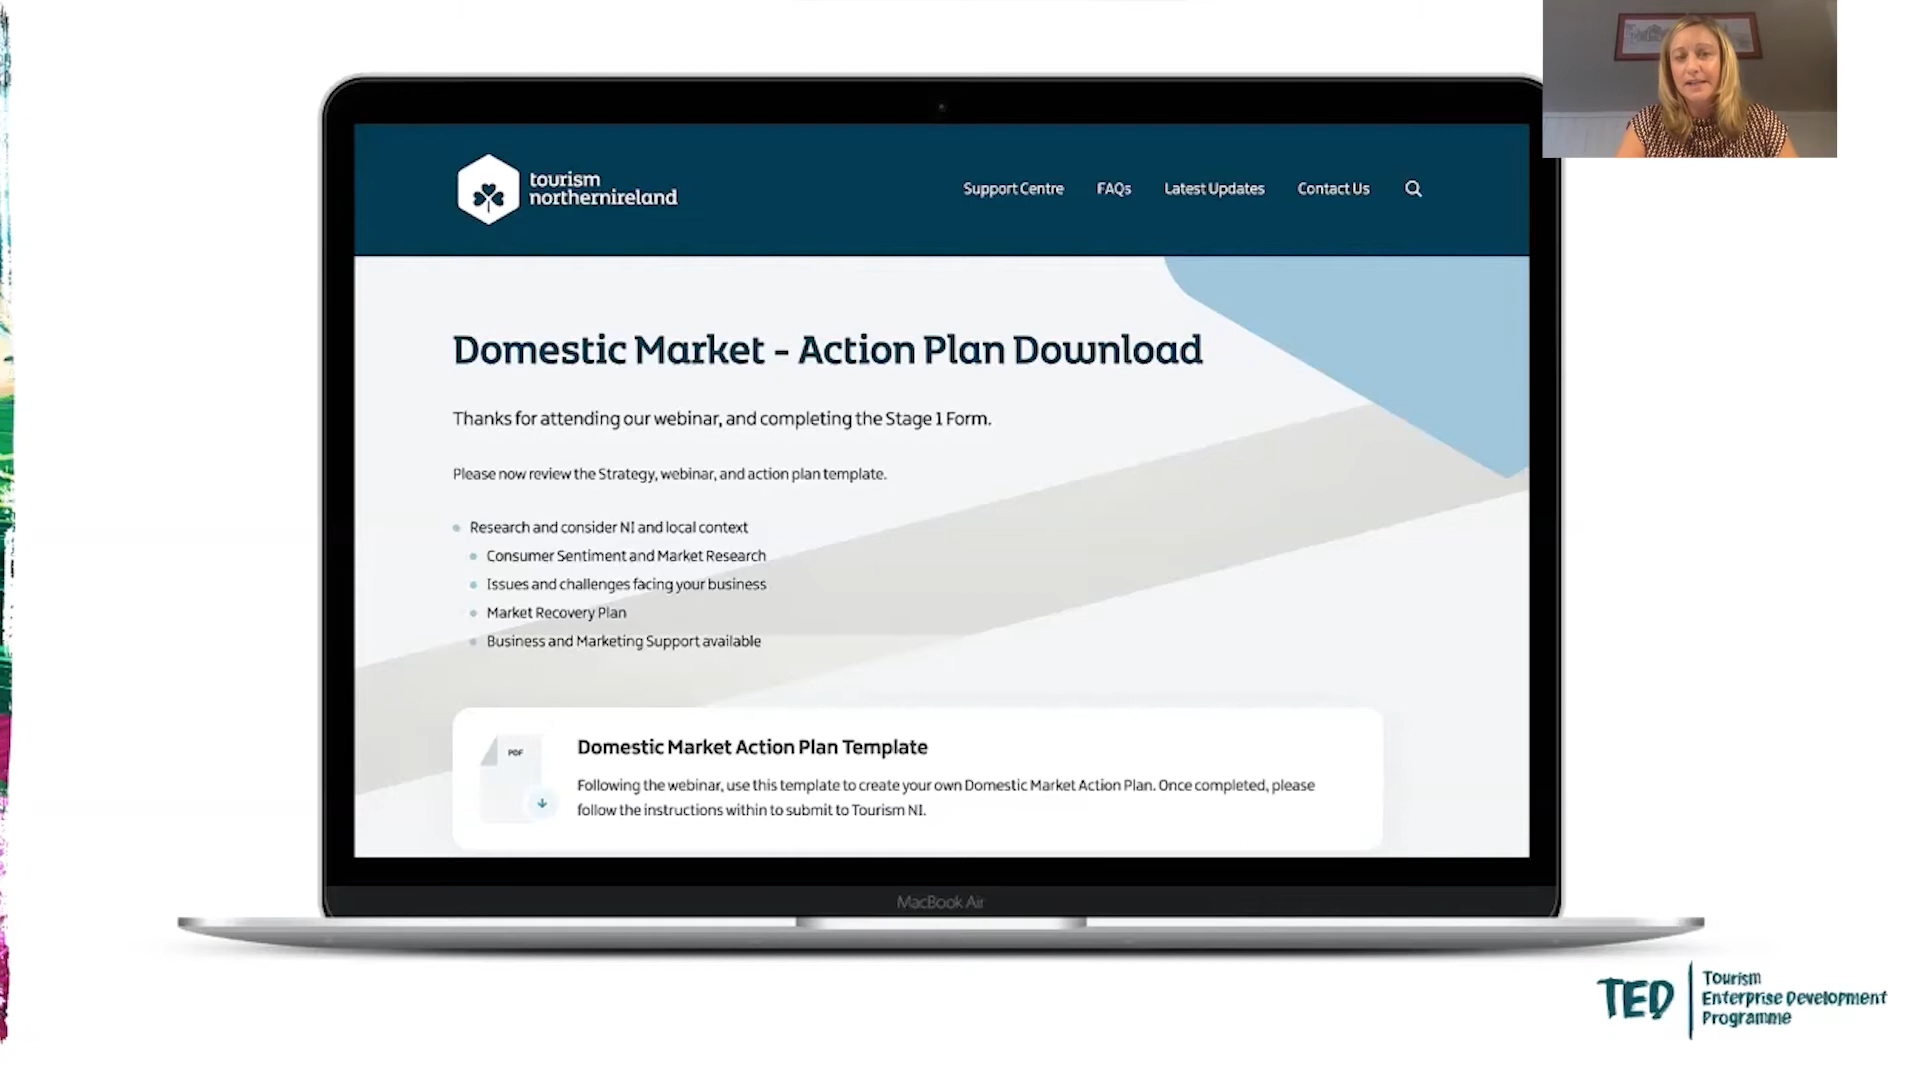 tourism
northernireland
Support Centre
FAQs
Latest Updates
Contact Us
Domestic Market - Action Plan Download
Thanks for attending our webinar, and completing the Stage 1 Form.
Please now review the Strategy, webinar, and action plan template.
Research and consider NI and local context
Consumer Sentiment and Market Research
Issues and challenges facing your business
Market Recovery Plan
Business and Marketing Support available
PDF
Domestic Market Action Plan Template
Following the webinar, use this template to create your own Domestic Market Action Plan. Once completed, please
follow the instructions within to submit to Tourism NI.
MacBook Air
TED
Tourism
Enterprise Development
Programme